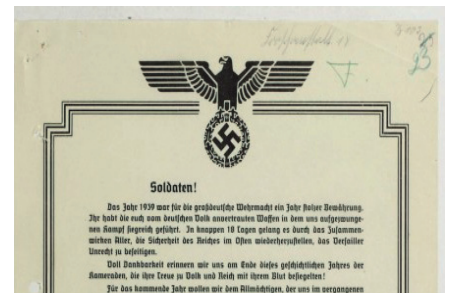 Soldaten!
Das Jahr 1939 war für die großdeutsche Wehrmacht ein Jahr stolzer Bewährung.
Ihr habt die euch vom deutschen Volk anvertrauten Waffen in dem uns aufgezwunge-
nen Kampf siegreich geführt. In knappen 18 Tagen gelang es durch das Zusammen-
wirken Aller, die Sicherheit des Reiches im Osten wiederherzustellen, das Versailler
Unrecht zu beseitigen.
Voll Dankbarkeit erinnern wir uns am Ende dieses geschichtlichen Jahres der
Kameraden, die ihre Treue zu Volk und Reich mit ihrem Blut besiegelten!
Für das kommende Jahr wollen wir den Allmächtigen, der uns im vergangenen